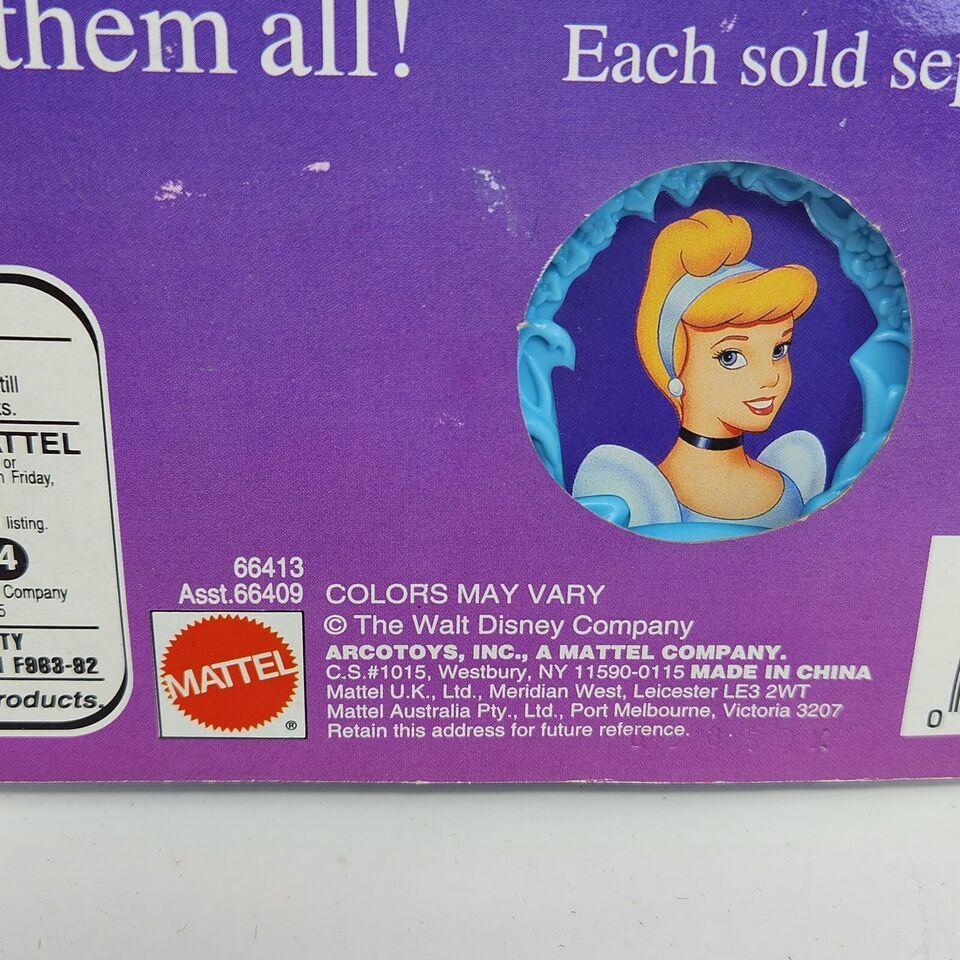 them all!
Each sold
till
S.
MATTEL
or
Friday,
listing.
4
Company
5
TY
F963-92
roducts.
66413
Asst.66409
COLORS MAY VARY
© The Walt Disney Company
ARCOTOYS, INC., A MATTEL COMPANY.
C.S.#1015, Westbury, NY 11590-0115 MADE IN CHINA
Mattel U.K., Ltd., Meridian West, Leicester LE3 2WT
Mattel Australia Pty., Ltd., Port Melbourne, Victoria 3207
Retain this address for future reference.
MATTEL
®
0